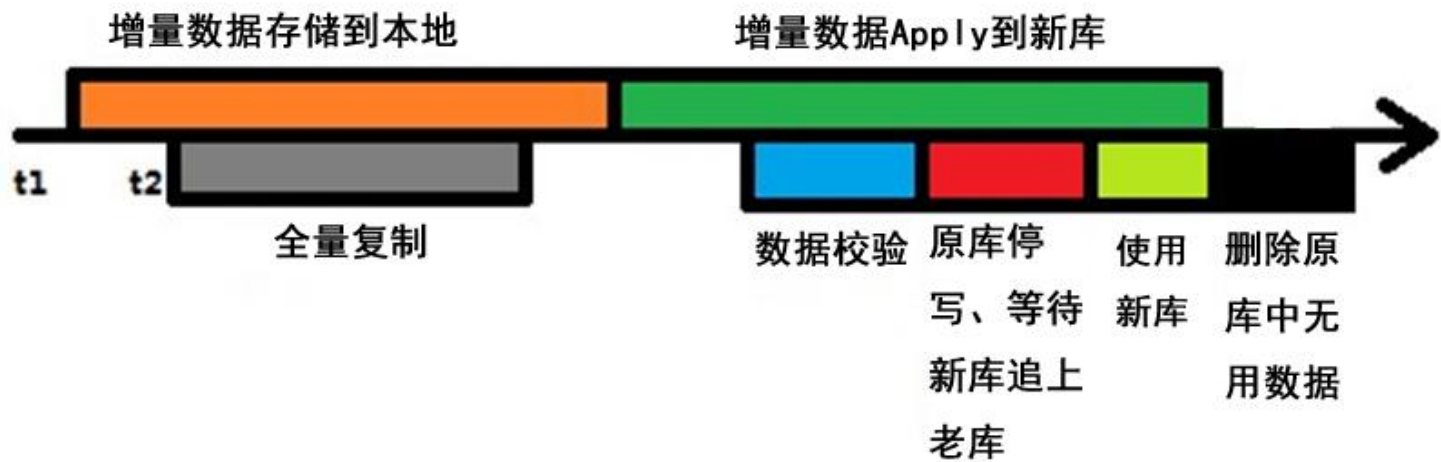 增量数据存储到本地
增量数据Apply到新库
t1
t2
全量复制
数据校验
原库停
写、等待
新库追上
老库
使用
新库
删除原
库中无
用数据